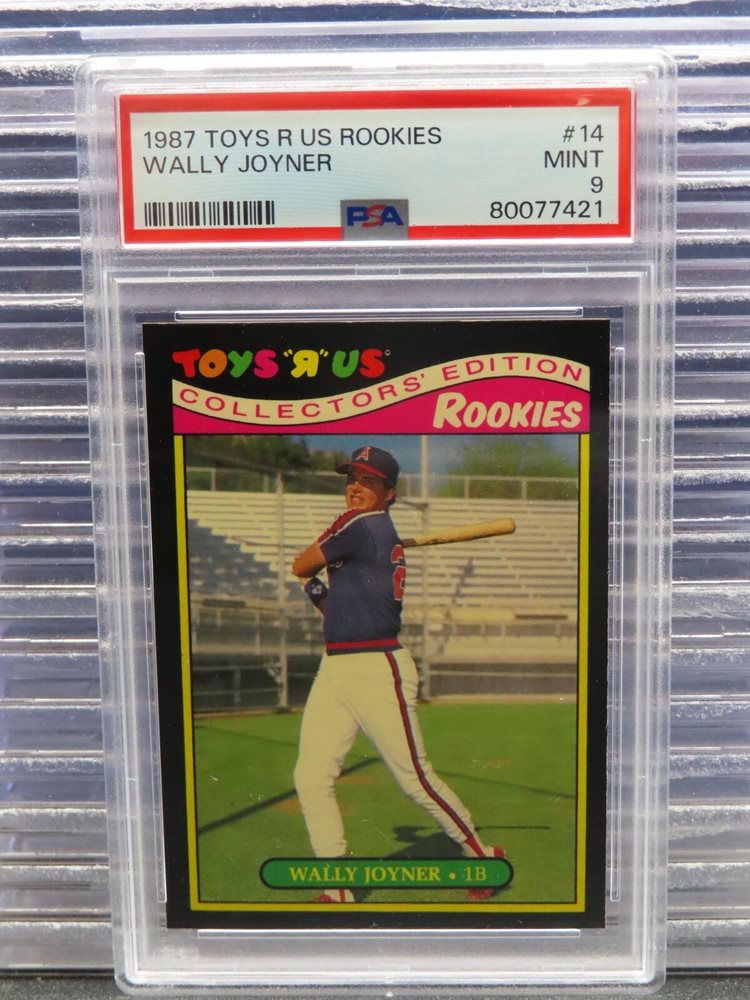 1987 TOYS R US ROOKIES #14
WALLY JOYNER MINT
9
PSA 80077421
TOYS "R" US
COLLECTORS' EDITION
ROOKIES
A
2
WALLY JOYNER • 1B